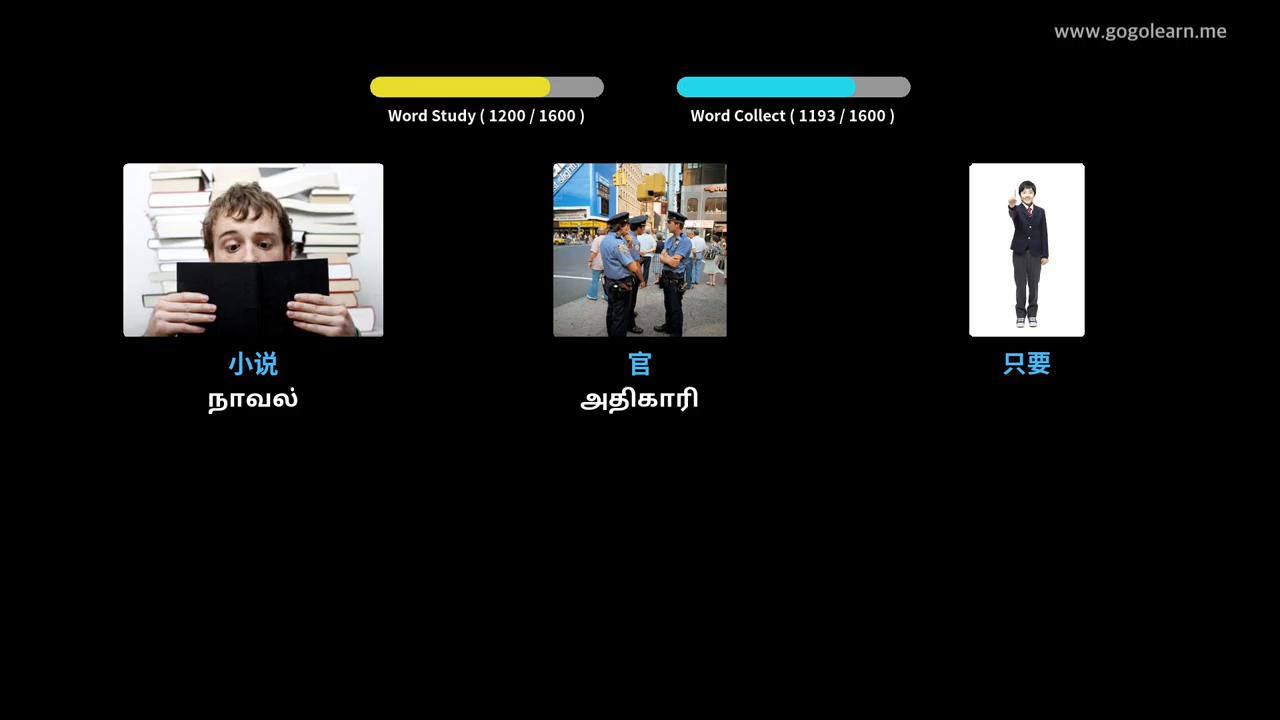 www.gogolearn.me
Word Study ( 1200 / 1600 )
Word Collect ( 1193 / 1600 )
小说
நாவல்
官
அதிகாரி
只要